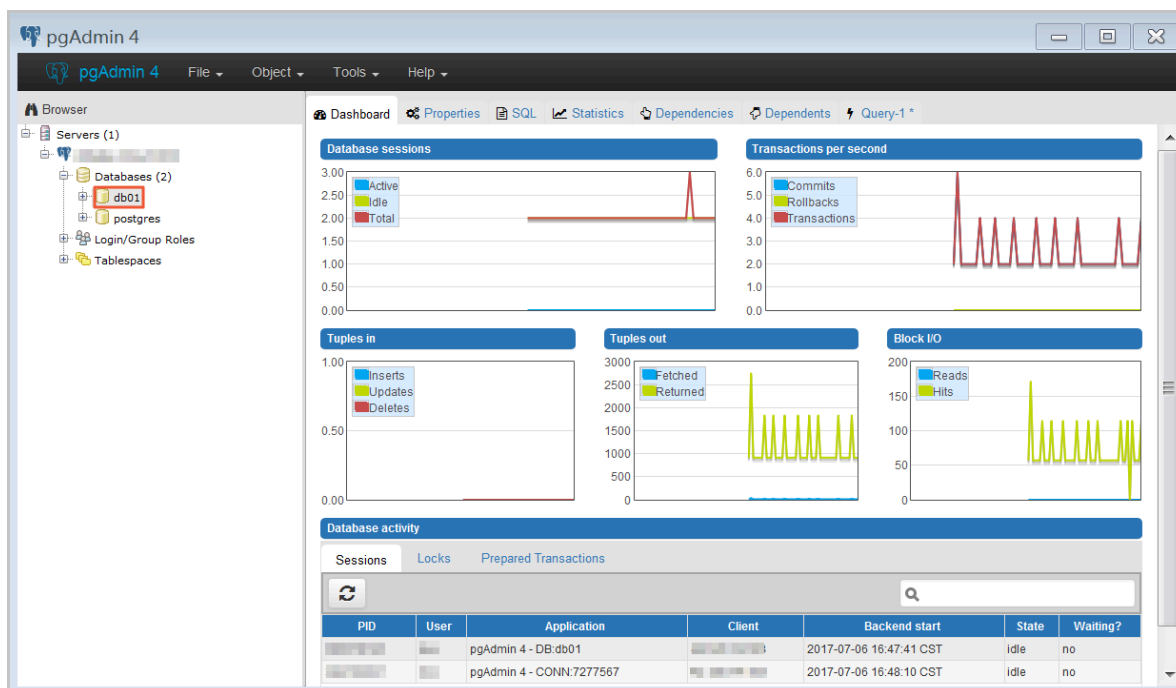 pgAdmin 4
pgAdmin 4 File Object Tools Help
Browser
Dashboard Properties SQL Statistics Dependencies Dependents Query-1 *
Servers (1)
Databases (2)
db01
postgres
Login/Group Roles
Tablespaces
Database sessions
3.00
2.50
2.00
1.50
1.00
0.50
0.00
Active
Idle
Total
Transactions per second
6.0
5.0
4.0
3.0
2.0
1.0
0.0
Commits
Rollbacks
Transactions
Tuples in
1.00
0.50
0.00
Inserts
Updates
Deletes
Tuples out
3000
2500
2000
1500
1000
500
0
Fetched
Returned
Block I/O
200
150
100
50
0
Reads
Hits
Database activity
Sessions Locks Prepared Transactions
PID User Application Client Backend start State Waiting?
pgAdmin 4 - DB:db01 2017-07-06 16:47:41 CST idle no
pgAdmin 4 - CONN:7277567 2017-07-06 16:48:10 CST idle no